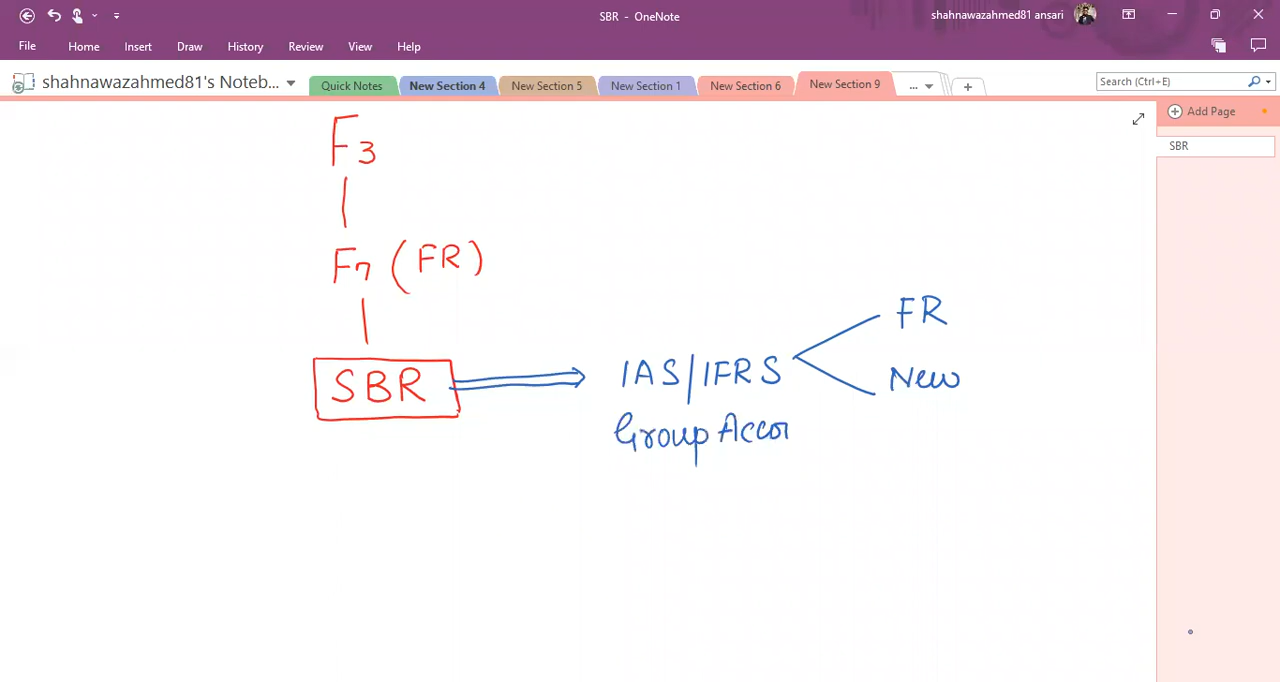 SBR - OneNote
shahnawazahmed81 ansari
File Home Insert Draw History Review View Help
shahnawazahmed81's Noteb...
Quick Notes New Section 4 New Section 5 New Section 1 New Section 6 New Section 9 ... +
Search (Ctrl+E)
Add Page
SBR
F3
F7 (FR)
SBR
IAS/IFRS
FR
New
Group Accou